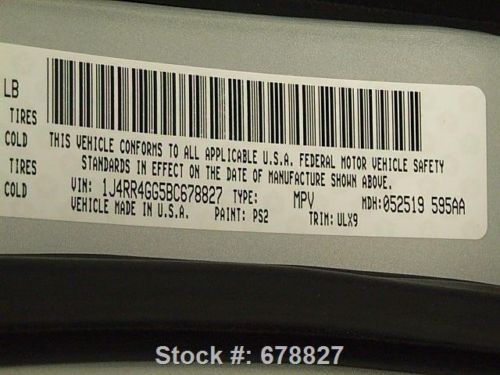 LB
TIRES
COLD
TIRES
COLD
THIS VEHICLE CONFORMS TO ALL APPLICABLE U.S.A. FEDERAL MOTOR VEHICLE SAFETY
STANDARDS IN EFFECT ON THE DATE OF MANUFACTURE SHOWN ABOVE.
VIN: 1J4RR4GG5BC678827 TYPE: MPV MDH:052519 595AA
VEHICLE MADE IN U.S.A. PAINT: PS2 TRIM: ULX9
Stock #: 678827